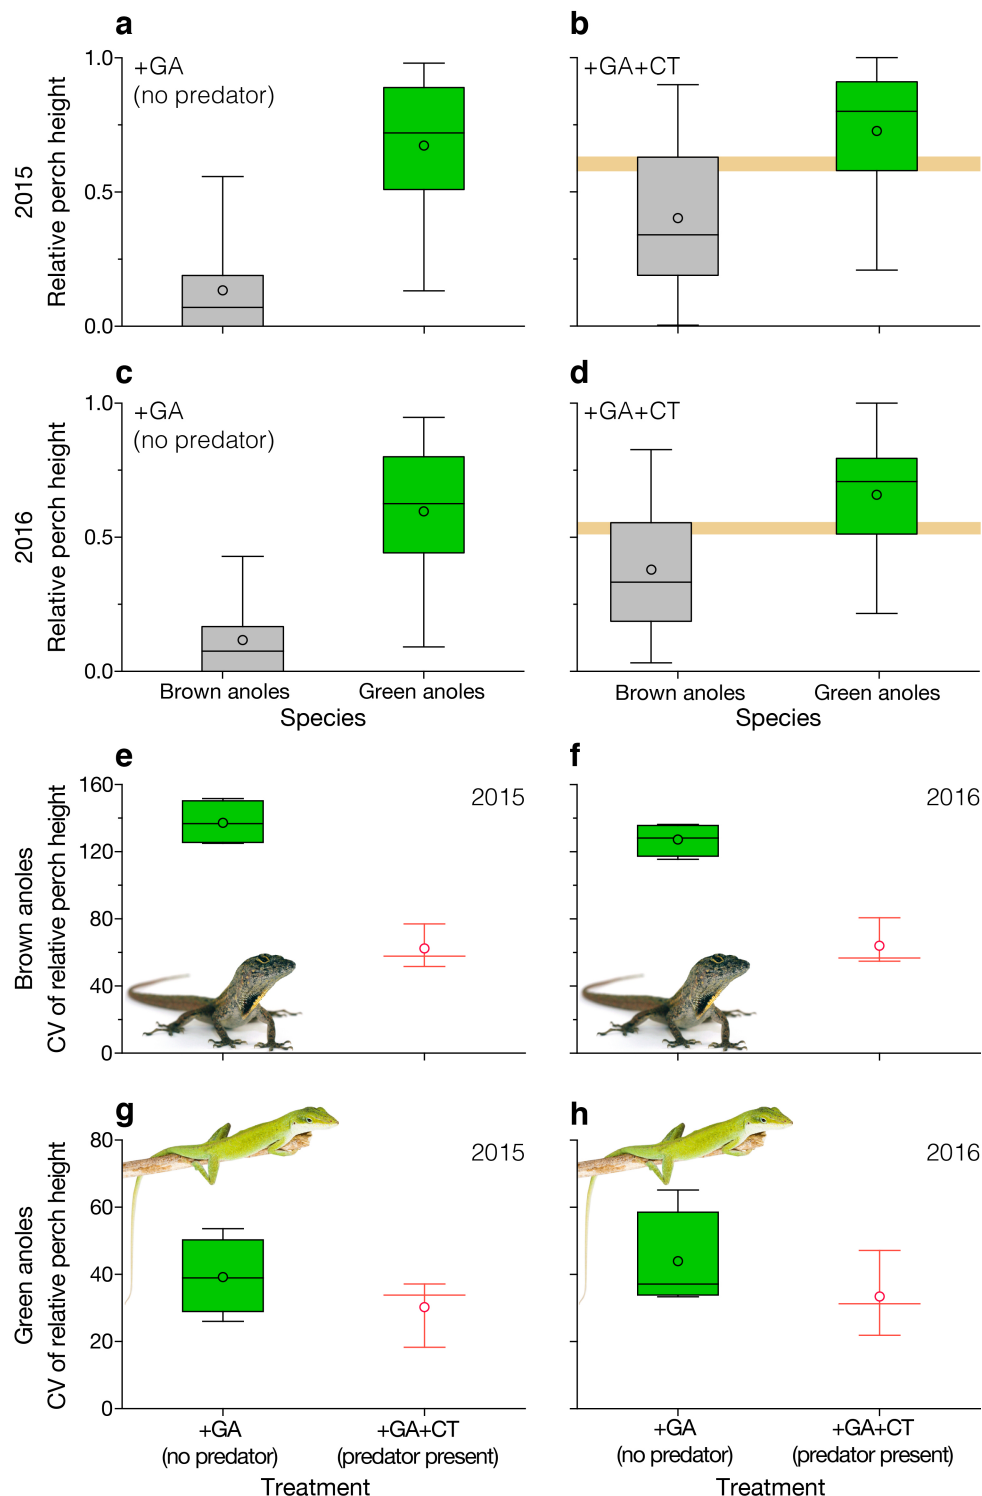 a
b
1.0
+GA
(no predator)
+GA+CT
0.5
0.0
2015
Relative perch height
c
d
1.0
+GA
(no predator)
+GA+CT
0.5
0.0
2016
Relative perch height
Brown anoles
Green anoles
Species
Brown anoles
Green anoles
Species
e
f
160
2015
2016
120
80
40
0
Brown anoles
CV of relative perch height
g
h
80
2015
2016
60
40
20
0
Green anoles
CV of relative perch height
+GA
(no predator)
+GA+CT
(predator present)
Treatment
+GA
(no predator)
+GA+CT
(predator present)
Treatment